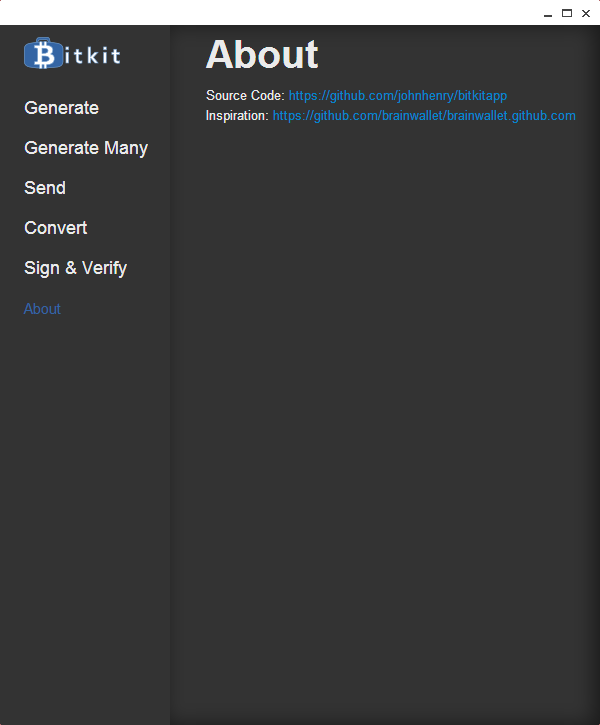 Bitkit
Generate
Generate Many
Send
Convert
Sign & Verify
About
About
Source Code: https://github.com/johnhenry/bitkitapp
Inspiration: https://github.com/brainwallet/brainwallet.github.com